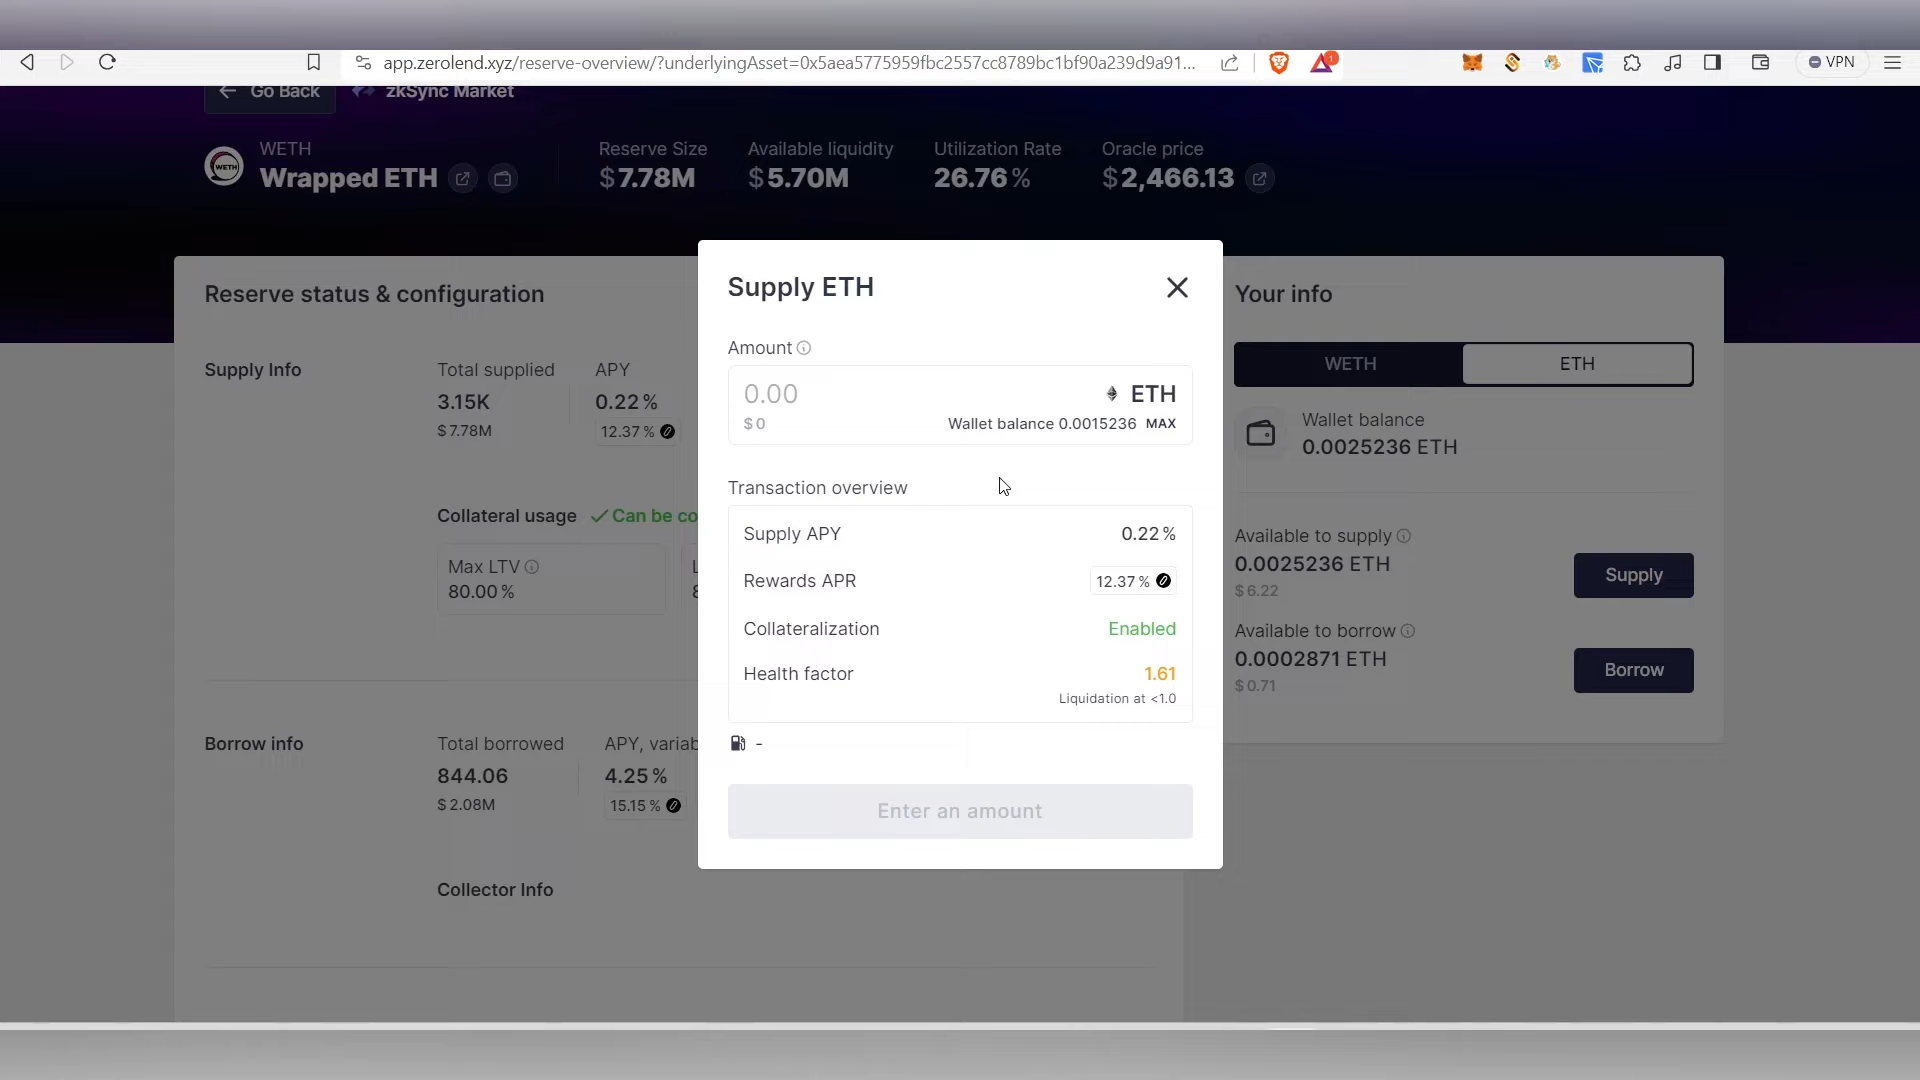 app.zerolend.xyz/reserve-overview/?underlyingAsset=0x5aea5775959fbc2557cc8789bc1bf90a239d9a91...
1
VPN
Go Back
zkSync Market
WETH
WETH
Wrapped ETH
Reserve Size
$7.78M
Available liquidity
$5.70M
Utilization Rate
26.76%
Oracle price
$2,466.13
Reserve status & configuration
Supply Info
Total supplied
3.15K
$7.78M
APY
0.22%
12.37%
Collateral usage
Can be co
Max LTV
80.00%
Borrow info
Total borrowed
844.06
$2.08M
APY, variab
4.25%
15.15%
Collector Info
Supply ETH
Amount
0.00
ETH
$0
Wallet balance 0.0015236 MAX
Transaction overview
Supply APY
0.22%
Rewards APR
12.37%
Collateralization
Enabled
Health factor
1.61
Liquidation at <1.0
-
Enter an amount
Your info
WETH
ETH
Wallet balance
0.0025236 ETH
Available to supply
0.0025236 ETH
$6.22
Supply
Available to borrow
0.0002871 ETH
$0.71
Borrow